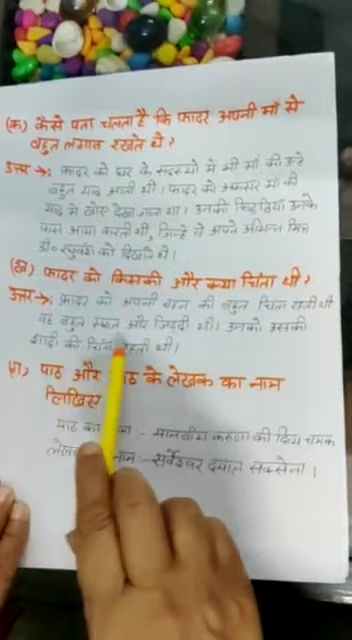 (क) कैसे पता चलता है कि फादर अपनी माँ से
बहुत लगाव रखते थे?
उत्तर →: फादर को घर के सदस्यों में भी माँ की
बहुत याद आती थी। फादर को अक्सर माँ की
याद में खोए देखा जाता था। उनकी चिट्ठियां उनके
पास आया करती थी, जिन्हें वे अपने अभिन्न मित्र
डॉ० रघुवंश को दिखाते थे।
(ख) फादर को किसकी और क्या चिंता थी?
उत्तर →: फ़ादर को अपनी बहन की बहुत चिंता रहती थी
वह बहुत सख्त और जिद्दी थी। उनको उसकी
शादी की चिंता रहती थी।
(ग) पाठ और पाठ के लेखक का नाम
लिखिए
पाठ का :- मानवीय करुणा की दिव्य चमक
नाम :- सर्वेश्वर दयाल सक्सेना।